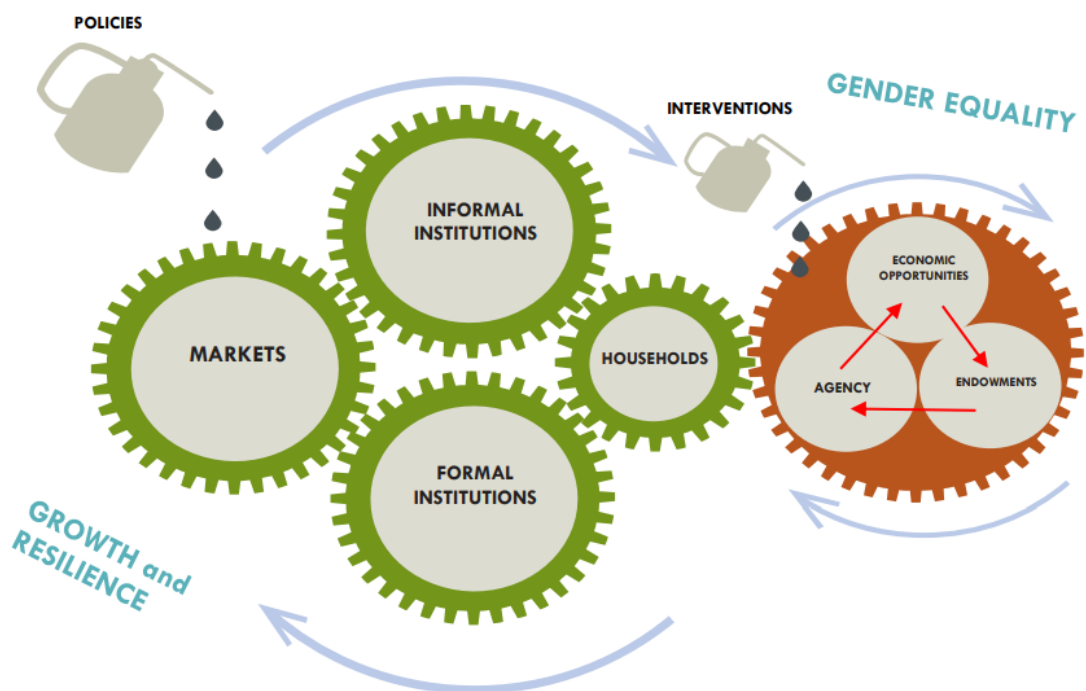 POLICIES
INTERVENTIONS
GENDER EQUALITY
INFORMAL
INSTITUTIONS
ECONOMIC
OPPORTUNITIES
MARKETS
HOUSEHOLDS
AGENCY
ENDOWMENTS
FORMAL
INSTITUTIONS
GROWTH and
RESILIENCE